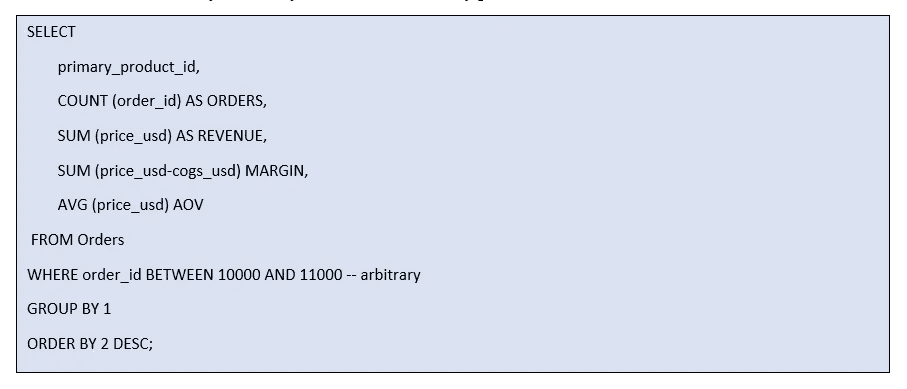 SELECT
primary_product_id,
COUNT (order_id) AS ORDERS,
SUM (price_usd) AS REVENUE,
SUM (price_usd-cogs_usd) MARGIN,
AVG (price_usd) AOV
FROM Orders
WHERE order_id BETWEEN 10000 AND 11000 -- arbitrary
GROUP BY 1
ORDER BY 2 DESC;